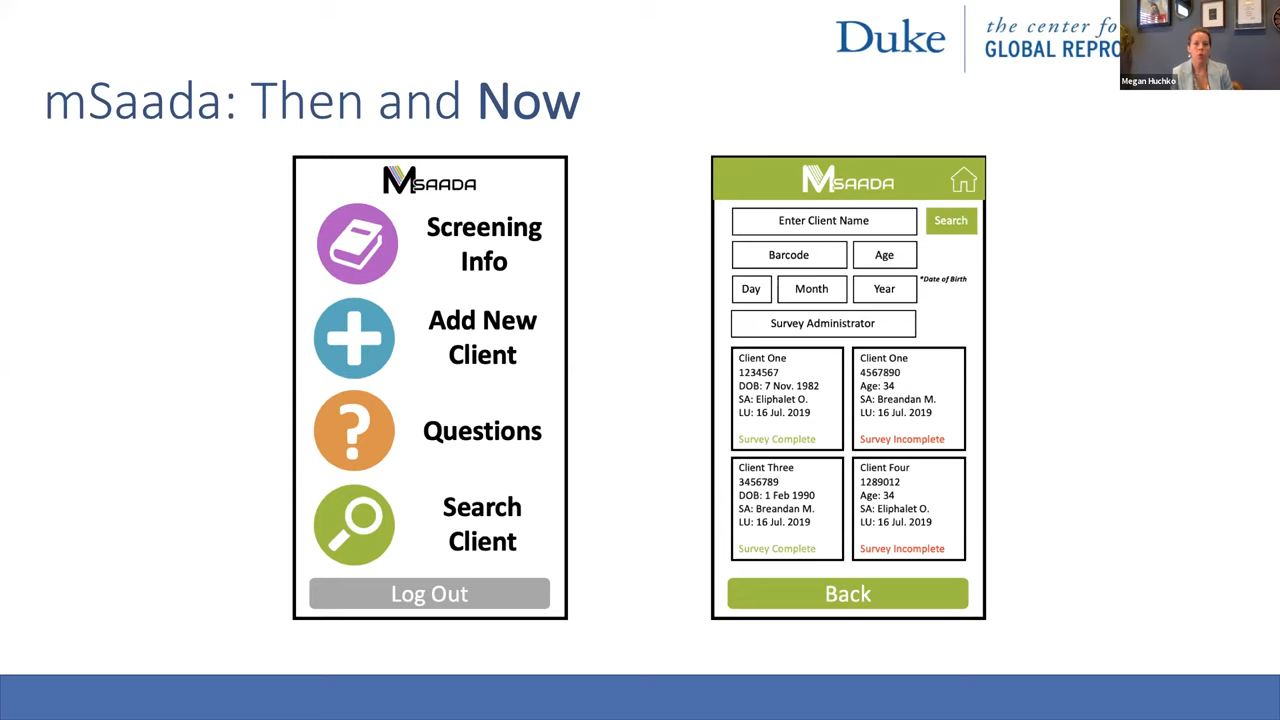 Duke
the center fo
GLOBAL REPRO
Megan Huchko
mSaada: Then and Now
MSAADA
Screening
Info
Add New
Client
?
Questions
Search
Client
Log Out
MSAADA
Enter Client Name
Search
Barcode
Age
Day
Month
Year
*Date of Birth
Survey Administrator
Client One
1234567
DOB: 7 Nov. 1982
SA: Eliphalet O.
LU: 16 Jul. 2019
Survey Complete
Client One
4567890
Age: 34
SA: Breandan M.
LU: 16 Jul. 2019
Survey Incomplete
Client Three
3456789
DOB: 1 Feb 1990
SA: Breandan M.
LU: 16 Jul. 2019
Survey Complete
Client Four
1289012
Age: 34
SA: Eliphalet O.
LU: 16 Jul. 2019
Survey Incomplete
Back